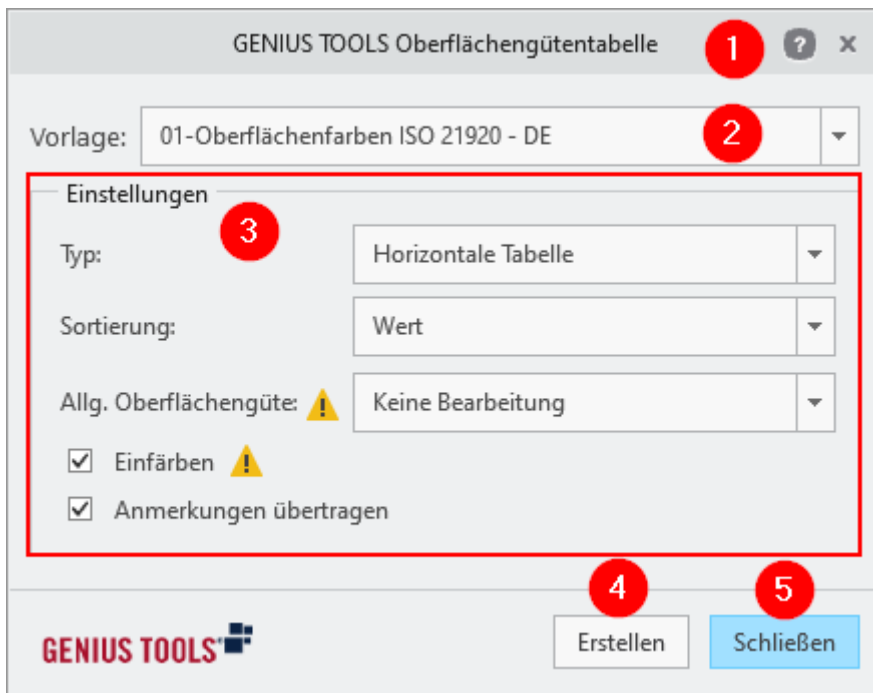 GENIUS TOOLS Oberflächengütentabelle 1 ?
Vorlage: 01-Oberflächenfarben ISO 21920 - DE 2
Einstellungen
3
Typ: Horizontale Tabelle
Sortierung: Wert
Allg. Oberflächengüte: Keine Bearbeitung
Einfärben
Anmerkungen übertragen
4 5
GENIUS TOOLS Erstellen Schließen